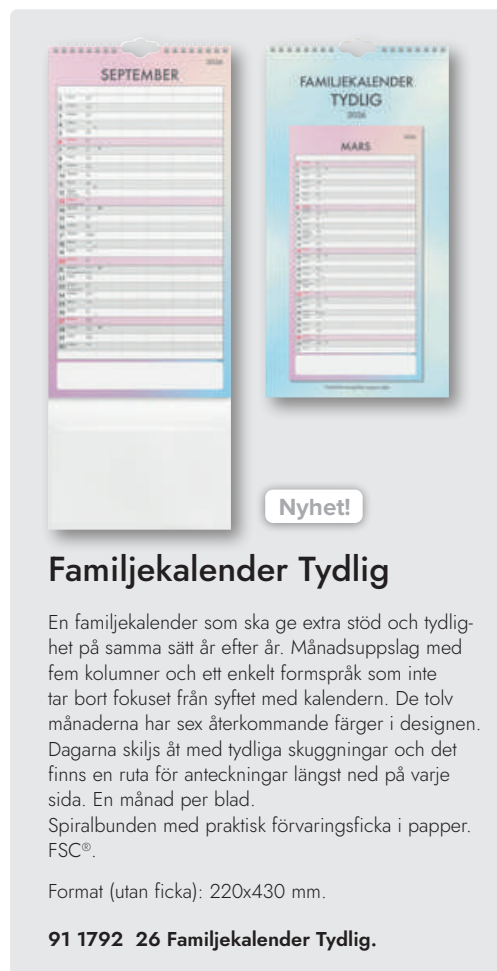 2026
SEPTEMBER
FAMILJEKALENDER
TYDLIG
2026
MARS
Nyhet!
Familjekalender Tydlig
En familjekalender som ska ge extra stöd och tydlig-
het på samma sätt år efter år. Månadsuppslag med
fem kolumner och ett enkelt formspråk som inte
tar bort fokuset från syftet med kalendern. De tolv
månaderna har sex återkommande färger i designen.
Dagarna skiljs åt med tydliga skuggningar och det
finns en ruta för anteckningar längst ned på varje
sida. En månad per blad.
Spiralbunden med praktisk förvaringsficka i papper.
FSC®.
Format (utan ficka): 220x430 mm.
91 1792 26 Familjekalender Tydlig.